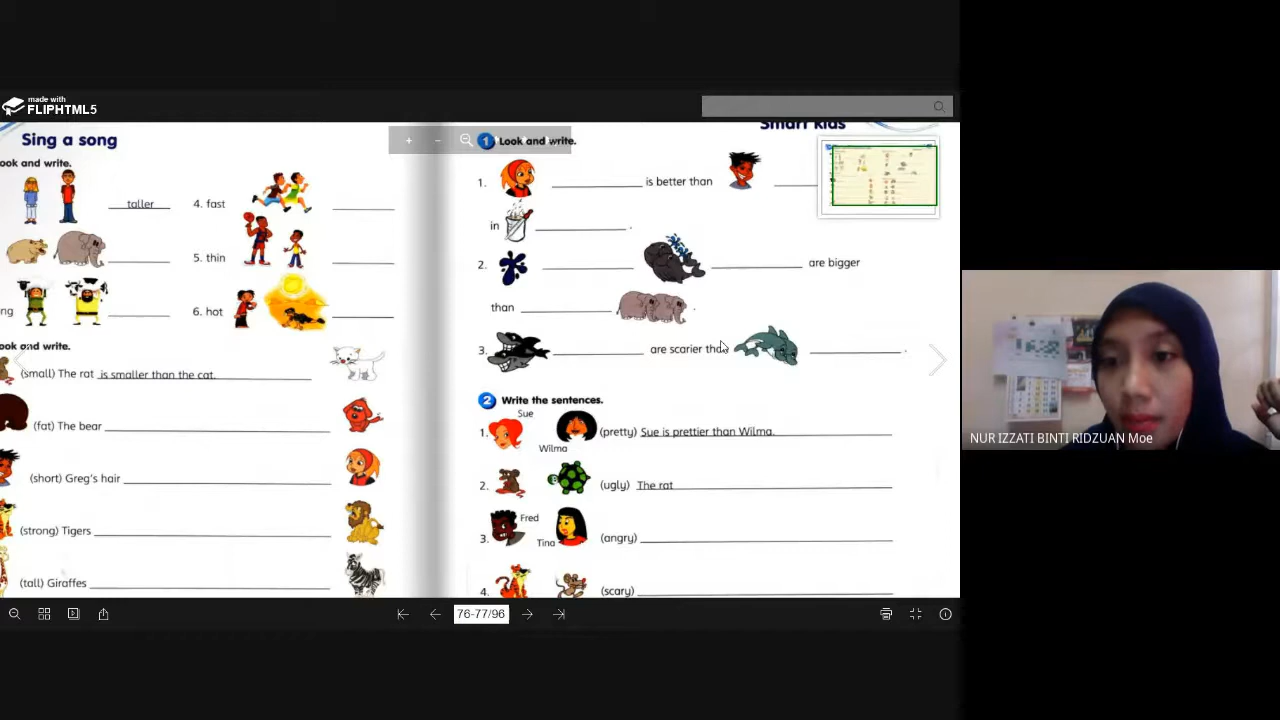 made with
FLIPHTML5
Sing a song
ook and write.
taller
4. fast
5. thin
ng
6. hot
ook and write.
(small) The rat is smaller than the cat.
(fat) The bear
(short) Greg's hair
(strong) Tigers
(tall) Giraffes
Smart kids
1 Look and write.
1. is better than
in .
2. are bigger
than .
3. are scarier than .
2 Write the sentences.
Sue
1. (pretty) Sue is prettier than Wilma.
Wilma
2. (ugly) The rat
3. Fred
Tina (angry)
4. (scary)
76-77/96
NUR IZZATI BINTI RIDZUAN Moe